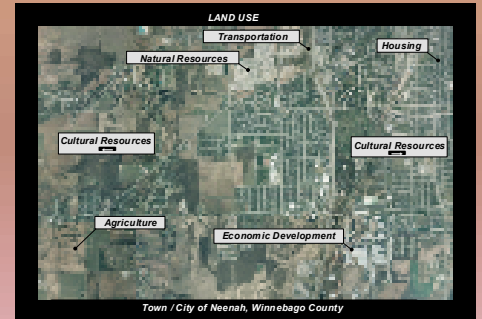 LAND USE
Transportation
Housing
Natural Resources
Cultural Resources
Cultural Resources
Agriculture
Economic Development
Town / City of Neenah, Winnebago County